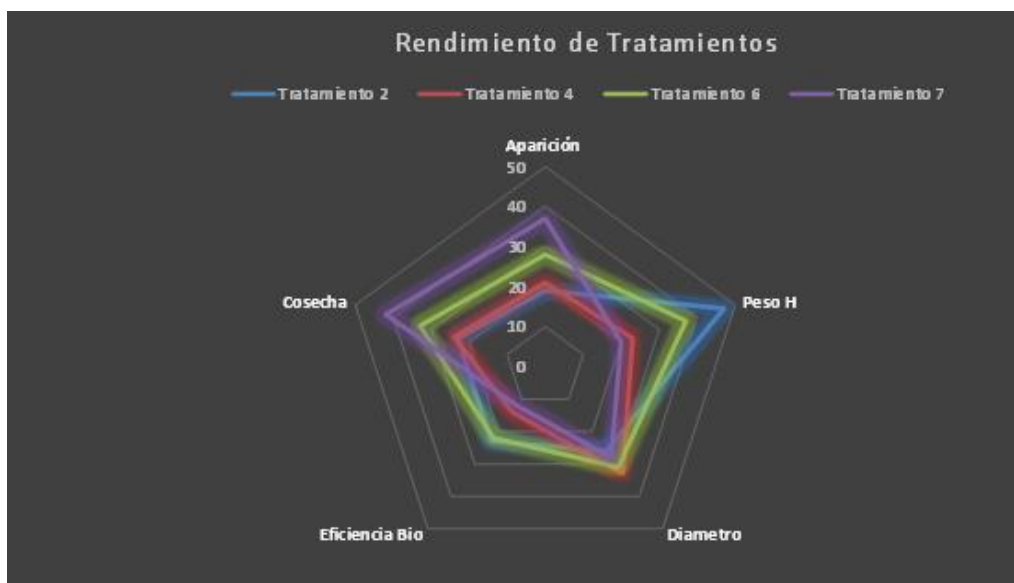 Rendimiento de Tratamientos
Tratamiento 2 Tratamiento 4 Tratamiento 6 Tratamiento 7
Aparición
50
40
30
20
10
0
Cosecha
Peso H
Eficiencia Bio
Diametro